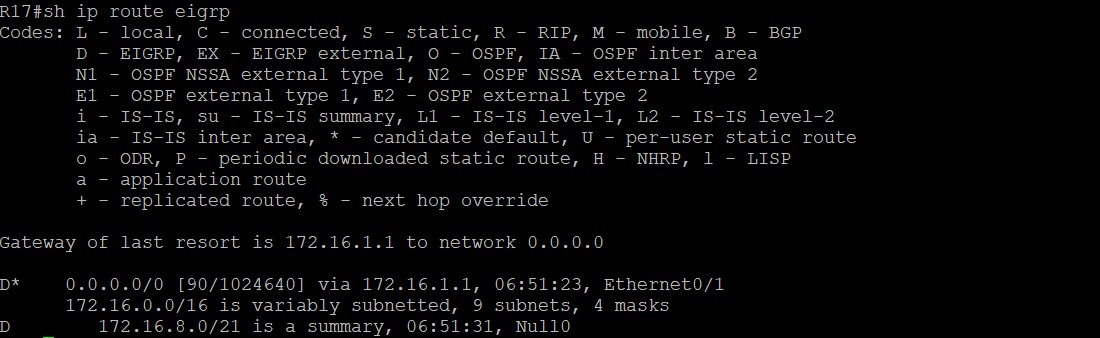 R17#sh ip route eigrp
Codes: L - local, C - connected, S - static, R - RIP, M - mobile, B - BGP
       D - EIGRP, EX - EIGRP external, O - OSPF, IA - OSPF inter area
       N1 - OSPF NSSA external type 1, N2 - OSPF NSSA external type 2
       E1 - OSPF external type 1, E2 - OSPF external type 2
       i - IS-IS, su - IS-IS summary, L1 - IS-IS level-1, L2 - IS-IS level-2
       ia - IS-IS inter area, * - candidate default, U - per-user static route
       o - ODR, P - periodic downloaded static route, H - NHRP, l - LISP
       a - application route
       + - replicated route, % - next hop override

Gateway of last resort is 172.16.1.1 to network 0.0.0.0

D*    0.0.0.0/0 [90/1024640] via 172.16.1.1, 06:51:23, Ethernet0/1
      172.16.0.0/16 is variably subnetted, 9 subnets, 4 masks
D        172.16.8.0/21 is a summary, 06:51:31, Null0